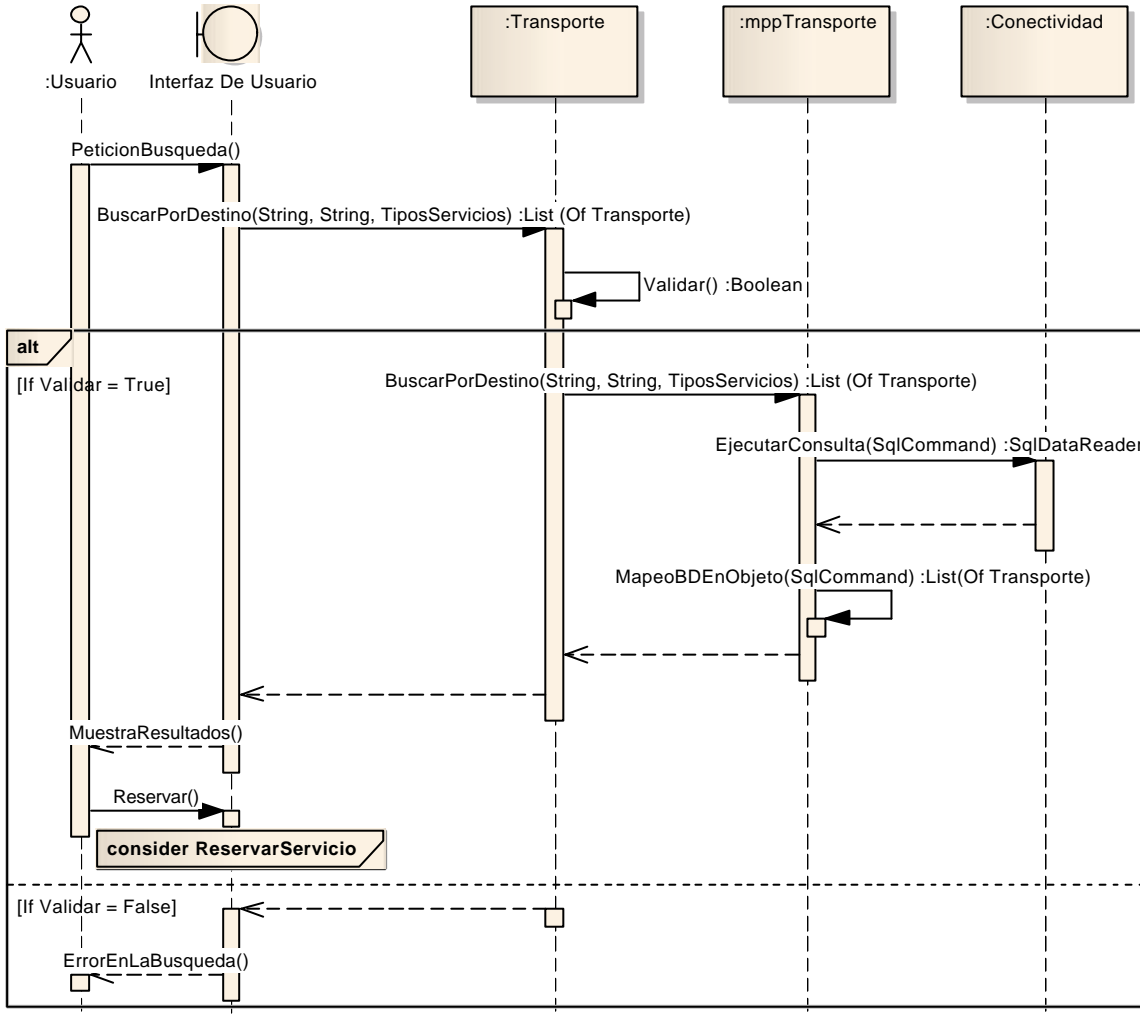 :Usuario
Interfaz De Usuario
:Transporte
:mppTransporte
:Conectividad
PeticionBusqueda()
BuscarPorDestino(String, String, TiposServicios) :List (Of Transporte)
Validar() :Boolean
alt
[If Validar = True]
BuscarPorDestino(String, String, TiposServicios) :List (Of Transporte)
EjecutarConsulta(SqlCommand) :SqlDataReader
MapeoBDEnObjeto(SqlCommand) :List(Of Transporte)
MuestraResultados()
Reservar()
consider ReservarServicio
[If Validar = False]
ErrorEnLaBusqueda()